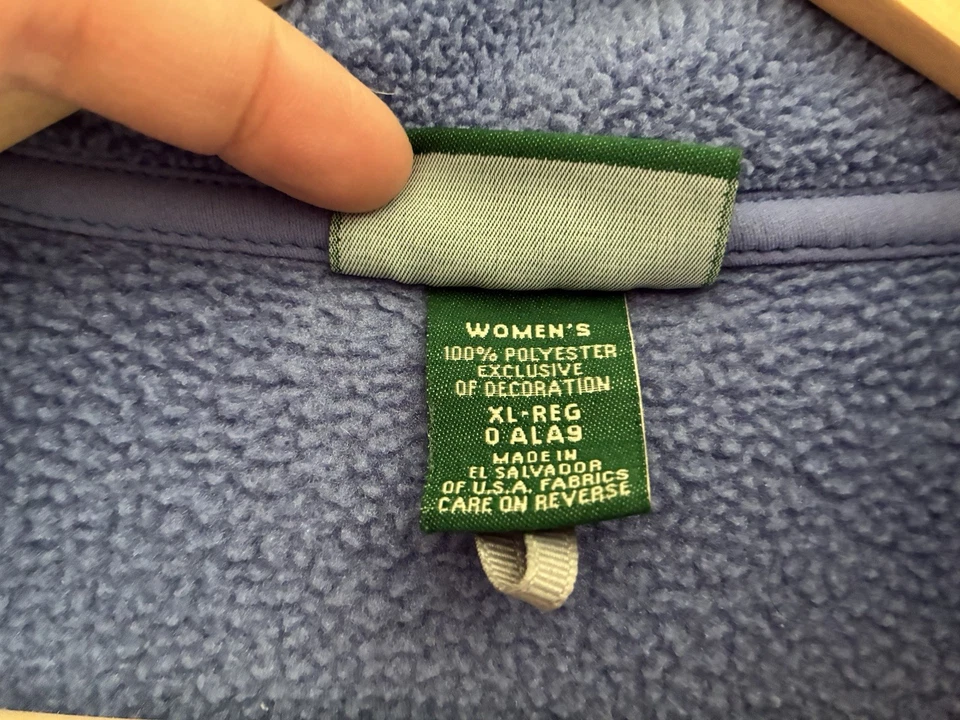 WOMEN'S
100% POLYESTER
EXCLUSIVE
OF DECORATION
XL-REG
0 ALA9
MADE IN
EL SALVADOR
OF U.S.A. FABRICS
CARE ON REVERSE